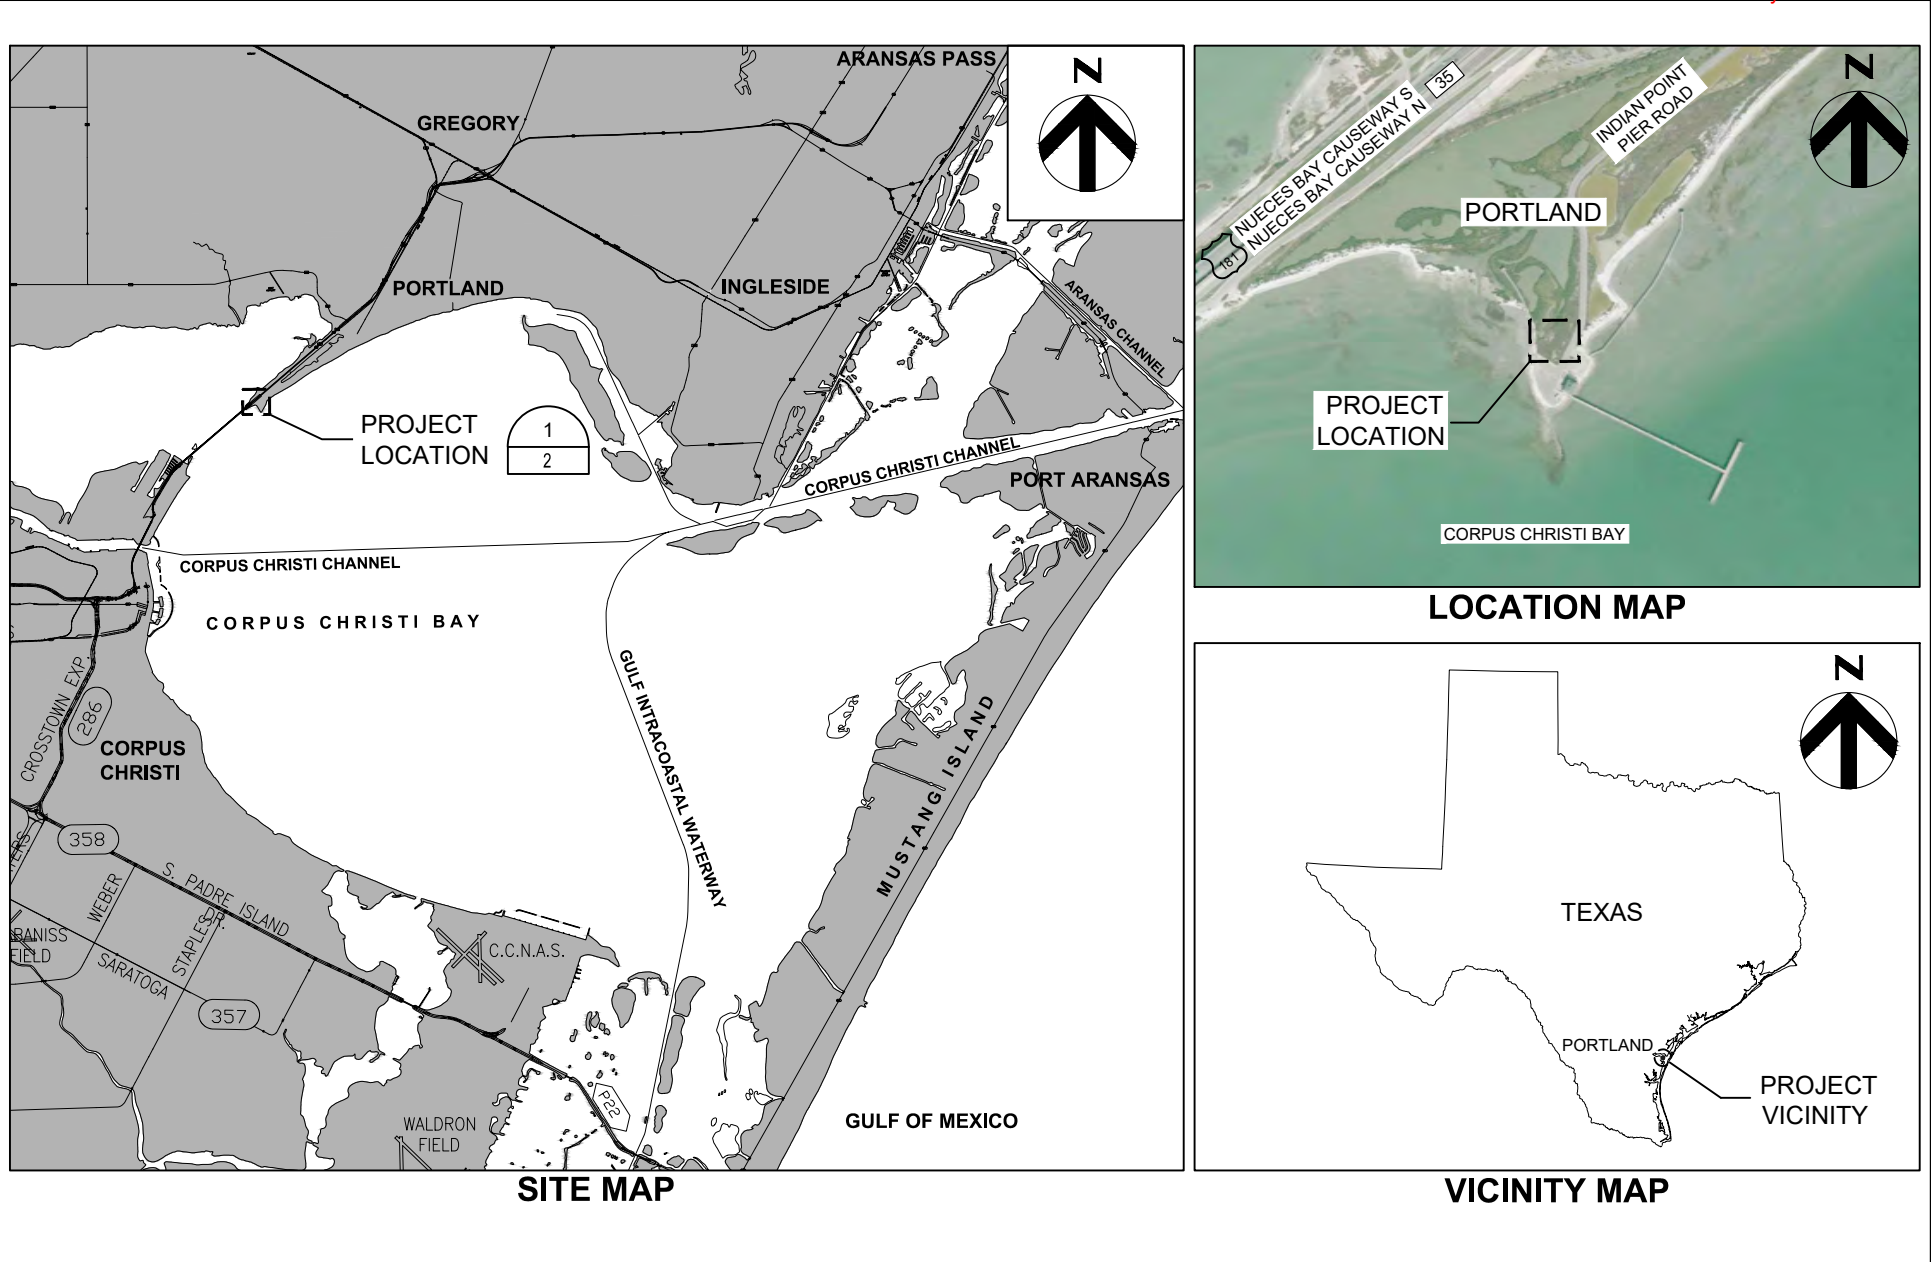 ARANSAS PASS
N
GREGORY
PORTLAND
INGLESIDE
ARANSAS CHANNEL
PROJECT
LOCATION
1
2
CORPUS CHRISTI CHANNEL
PORT ARANSAS
CORPUS CHRISTI CHANNEL
CORPUS CHRISTI BAY
GULF INTRACOASTAL WATERWAY
MUSTANG ISLAND
CROSSTOWN EXP.
286
CORPUS
CHRISTI
358
S. PADRE ISLAND
DR.
WEBER
STAPLES
SARATOGA
357
FIELD
C.C.N.A.S.
P22
WALDRON
FIELD
GULF OF MEXICO
SITE MAP
N
NUECES BAY CAUSEWAY S
NUECES BAY CAUSEWAY N
35
181
INDIAN POINT
PIER ROAD
PORTLAND
PROJECT
LOCATION
CORPUS CHRISTI BAY
LOCATION MAP
N
TEXAS
PORTLAND
PROJECT
VICINITY
VICINITY MAP